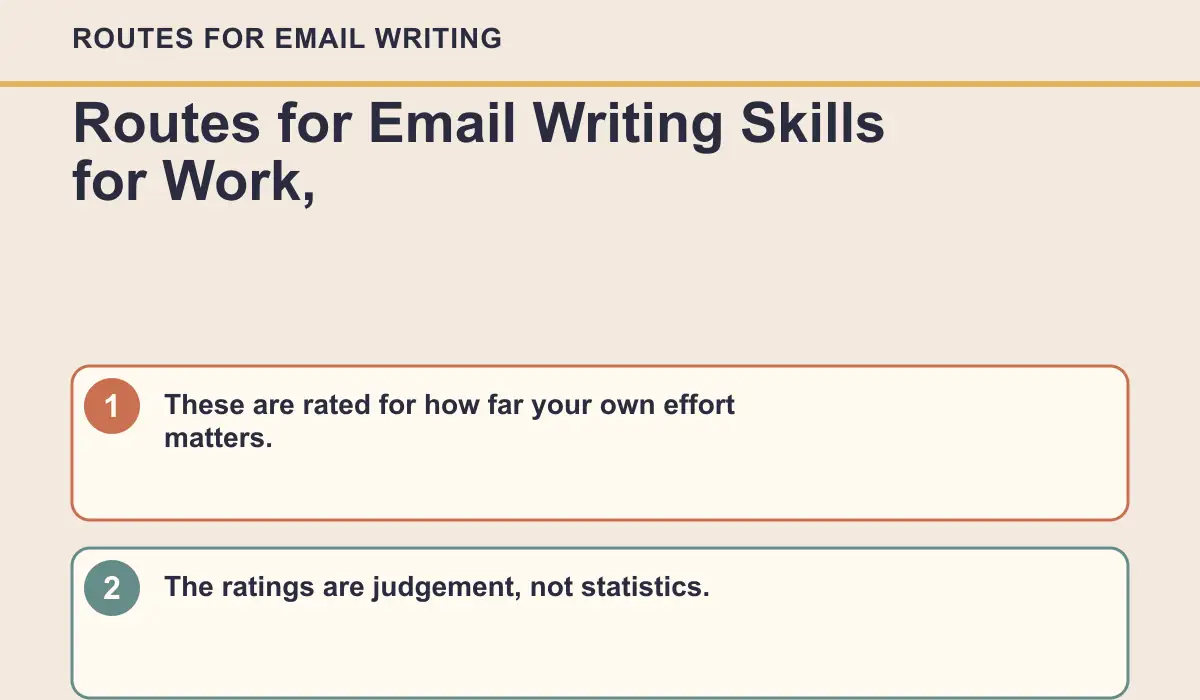 ROUTES FOR EMAIL WRITING
Routes for Email Writing Skills
for Work,
1
These are rated for how far your own effort
matters.
2
The ratings are judgement, not statistics.